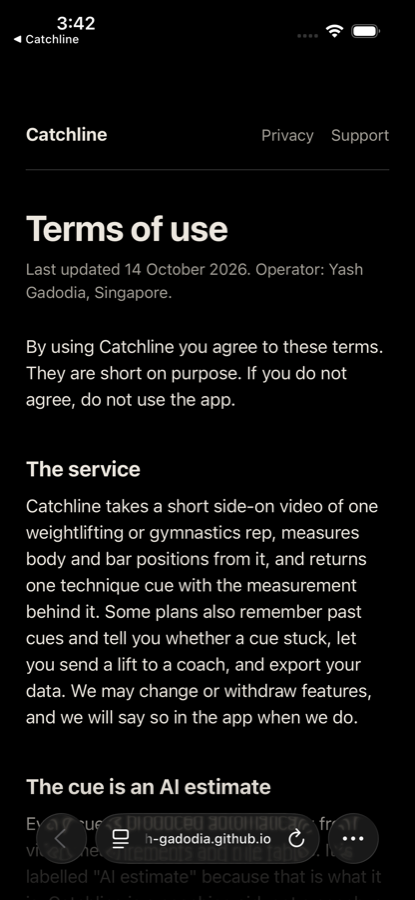 3:42
◀ Catchline
Catchline
Privacy Support
Terms of use
Last updated 14 October 2026. Operator: Yash
Gadodia, Singapore.
By using Catchline you agree to these terms.
They are short on purpose. If you do not
agree, do not use the app.
The service
Catchline takes a short side-on video of one
weightlifting or gymnastics rep, measures
body and bar positions from it, and returns
one technique cue with the measurement
behind it. Some plans also remember past
cues and tell you whether a cue stuck, let
you send a lift to a coach, and export your
data. We may change or withdraw features,
and we will say so in the app when we do.
The cue is an AI estimate
h-gadodia.github.io
labelled "AI estimate" because that is what it